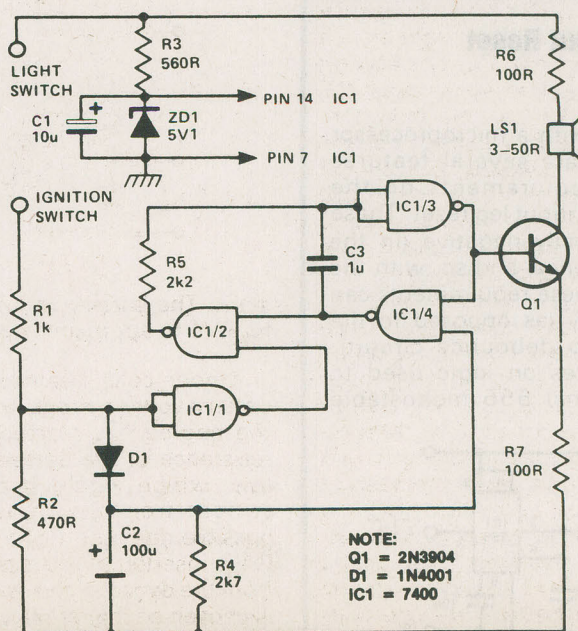 LIGHT
SWITCH
R3
560R
R6
100R
C1
10u
+
ZD1
5V1
PIN 14 IC1
PIN 7 IC1
LS1
3–50R
IGNITION
SWITCH
IC1/3
Q1
R5
2k2
C3
1u
R1
1k
IC1/2
IC1/4
IC1/1
D1
R7
100R
R2
470R
+
C2
100u
R4
2k7
NOTE:
Q1 = 2N3904
D1 = 1N4001
IC1 = 7400